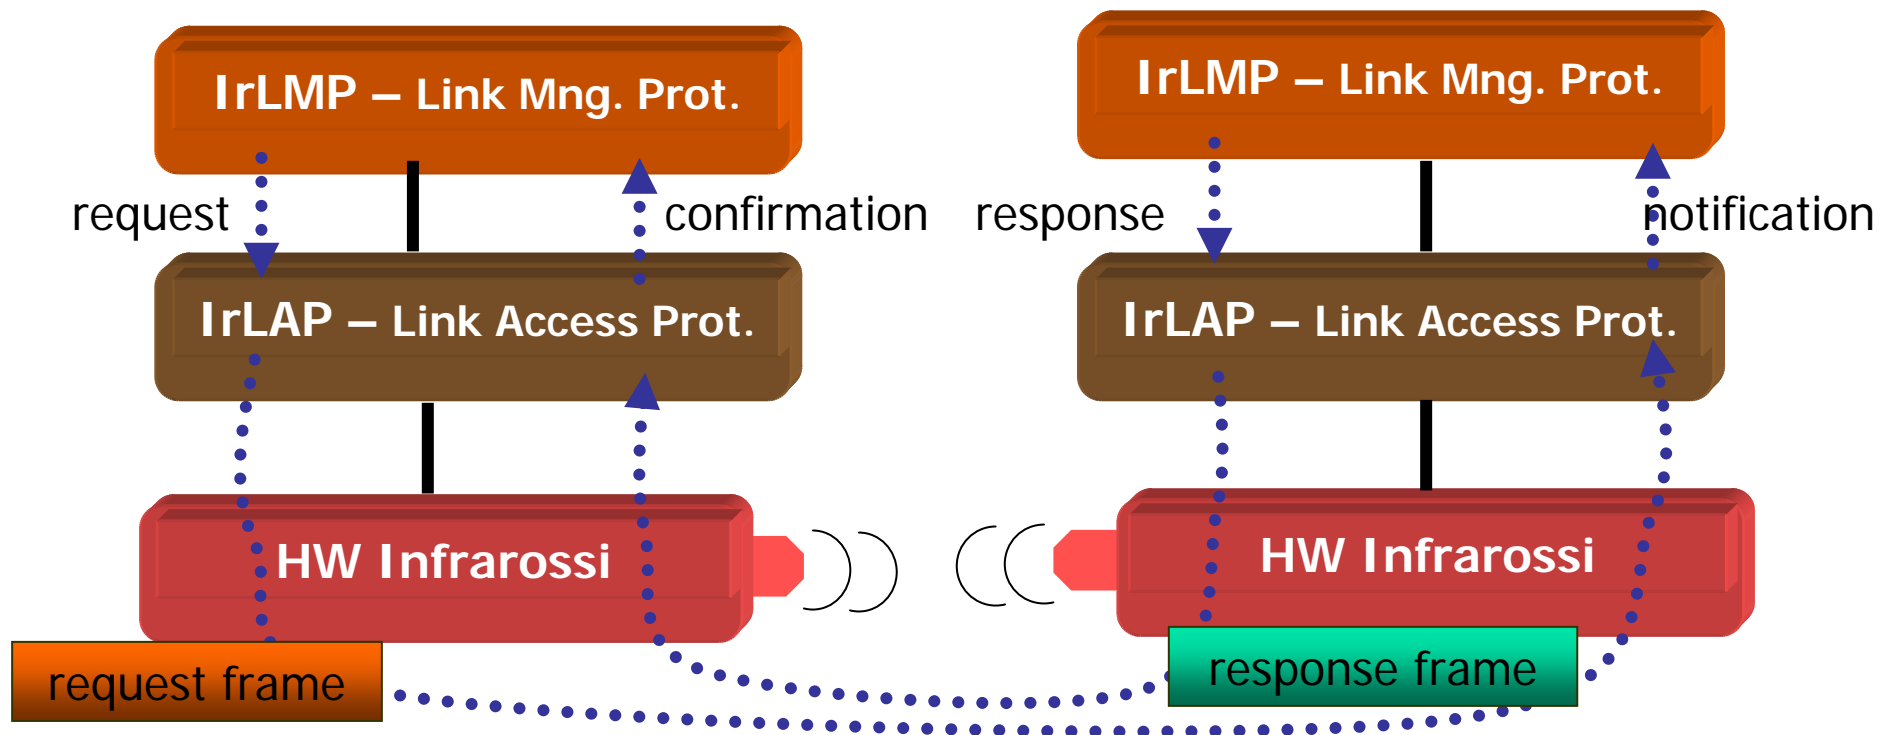 IrLMP – Link Mng. Prot.
IrLMP – Link Mng. Prot.
request
confirmation
response
notification
IrLAP – Link Access Prot.
IrLAP – Link Access Prot.
HW Infrarossi
HW Infrarossi
request frame
response frame